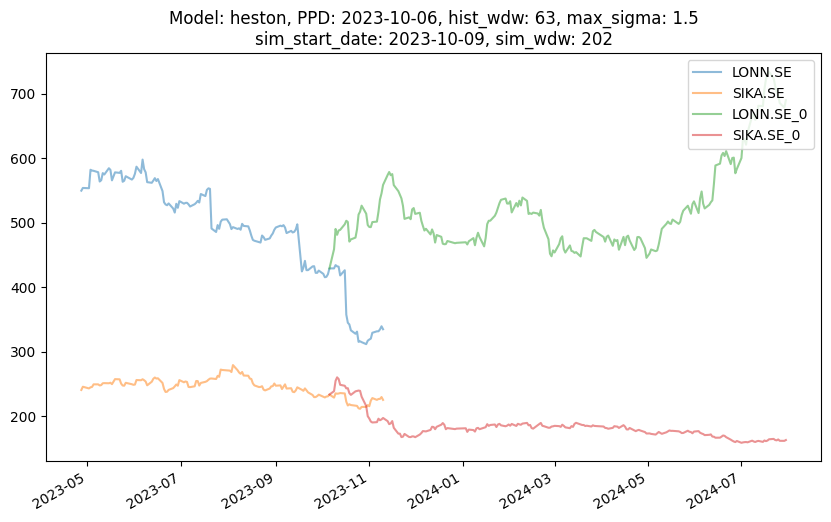 Model: heston, PPD: 2023-10-06, hist_wdw: 63, max_sigma: 1.5
sim_start_date: 2023-10-09, sim_wdw: 202
LONN.SE
SIKA.SE
LONN.SE_0
SIKA.SE_0
700
600
500
400
300
200
2023-05
2023-07
2023-09
2023-11
2024-01
2024-03
2024-05
2024-07